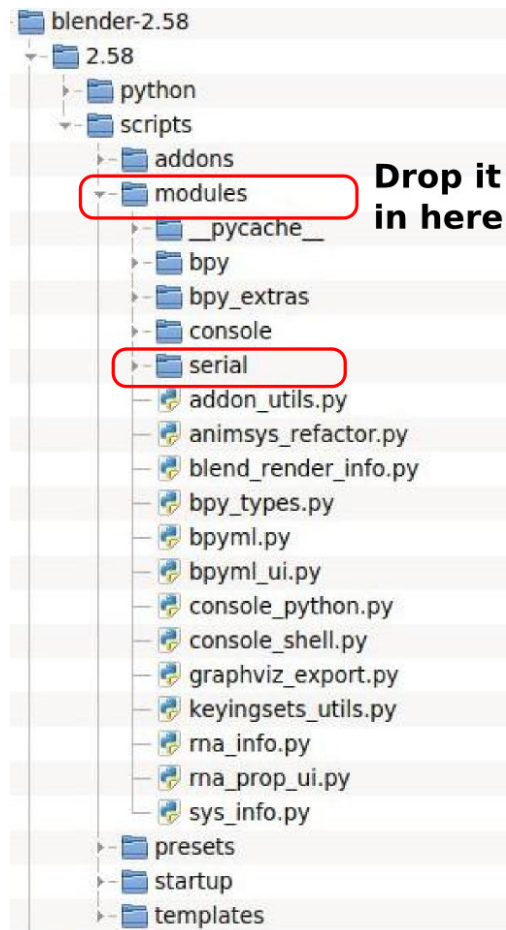 blender-2.58
2.58
python
scripts
addons
modules
Drop it
in here
__pycache__
bpy
bpy_extras
console
serial
addon_utils.py
animsys_refactor.py
blend_render_info.py
bpy_types.py
bpyml.py
bpyml_ui.py
console_python.py
console_shell.py
graphviz_export.py
keyingsets_utils.py
rna_info.py
rna_prop_ui.py
sys_info.py
presets
startup
templates